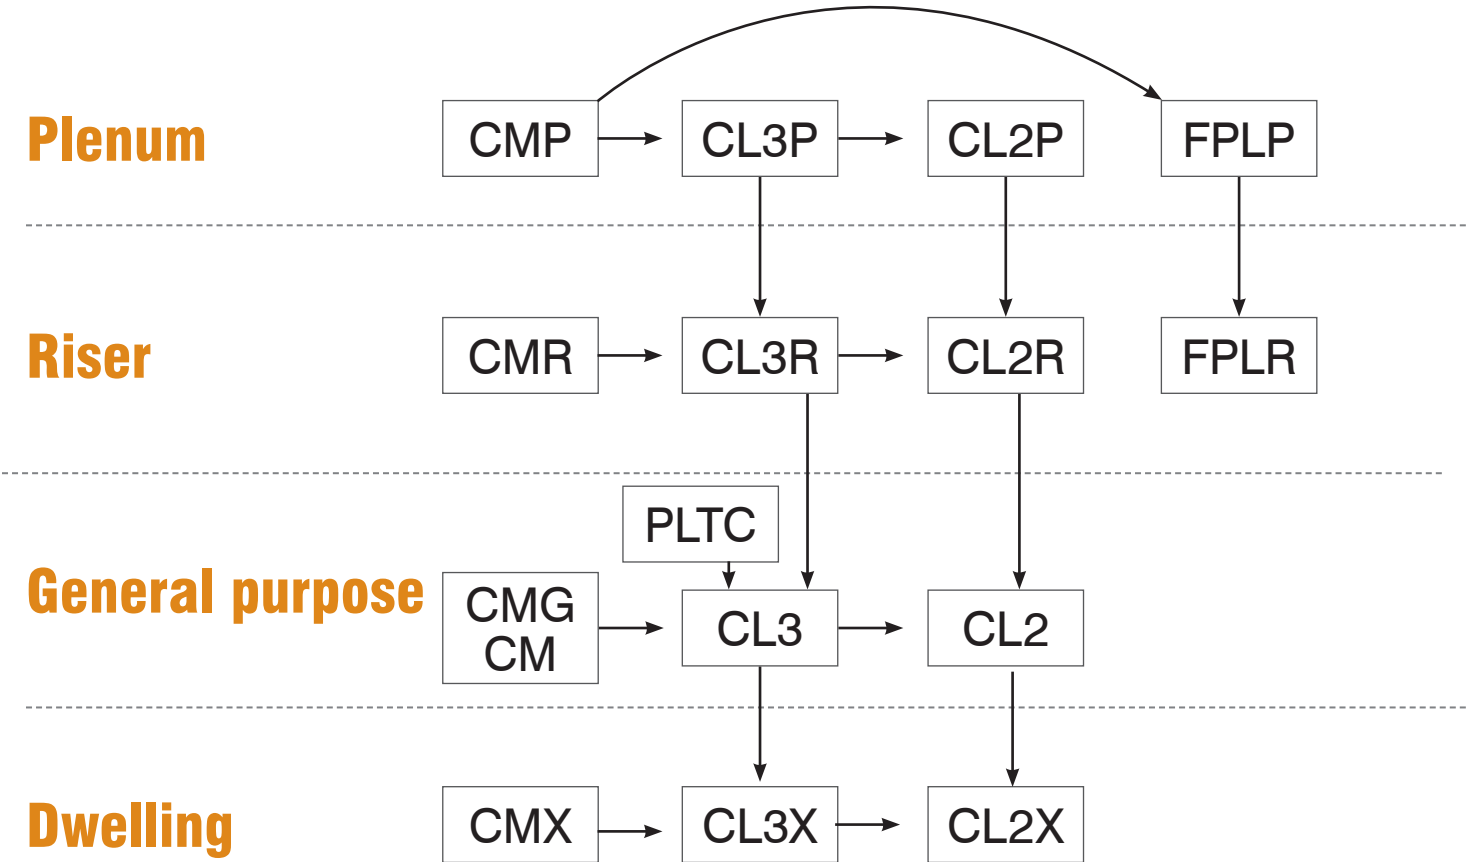 Plenum
CMP
CL3P
CL2P
FPLP
Riser
CMR
CL3R
CL2R
FPLR
PLTC
General purpose
CMG
CM
CL3
CL2
Dwelling
CMX
CL3X
CL2X